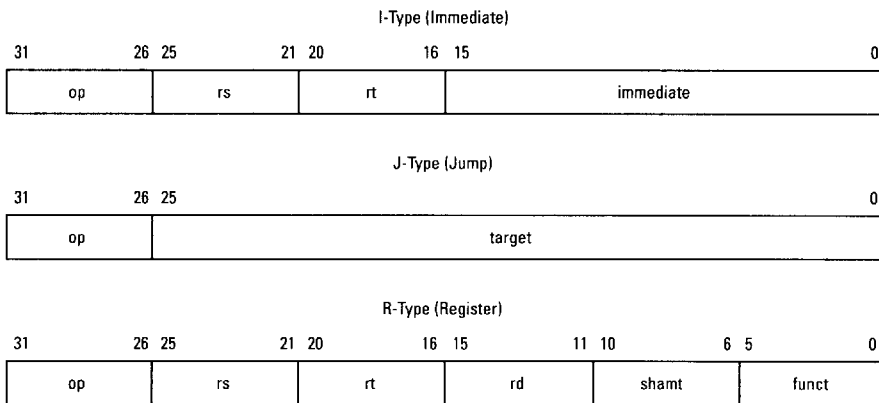 I-Type (Immediate)
31 26 25 21 20 16 15 0
op rs rt immediate
J-Type (Jump)
31 26 25 0
op target
R-Type (Register)
31 26 25 21 20 16 15 11 10 6 5 0
op rs rt rd shamt funct